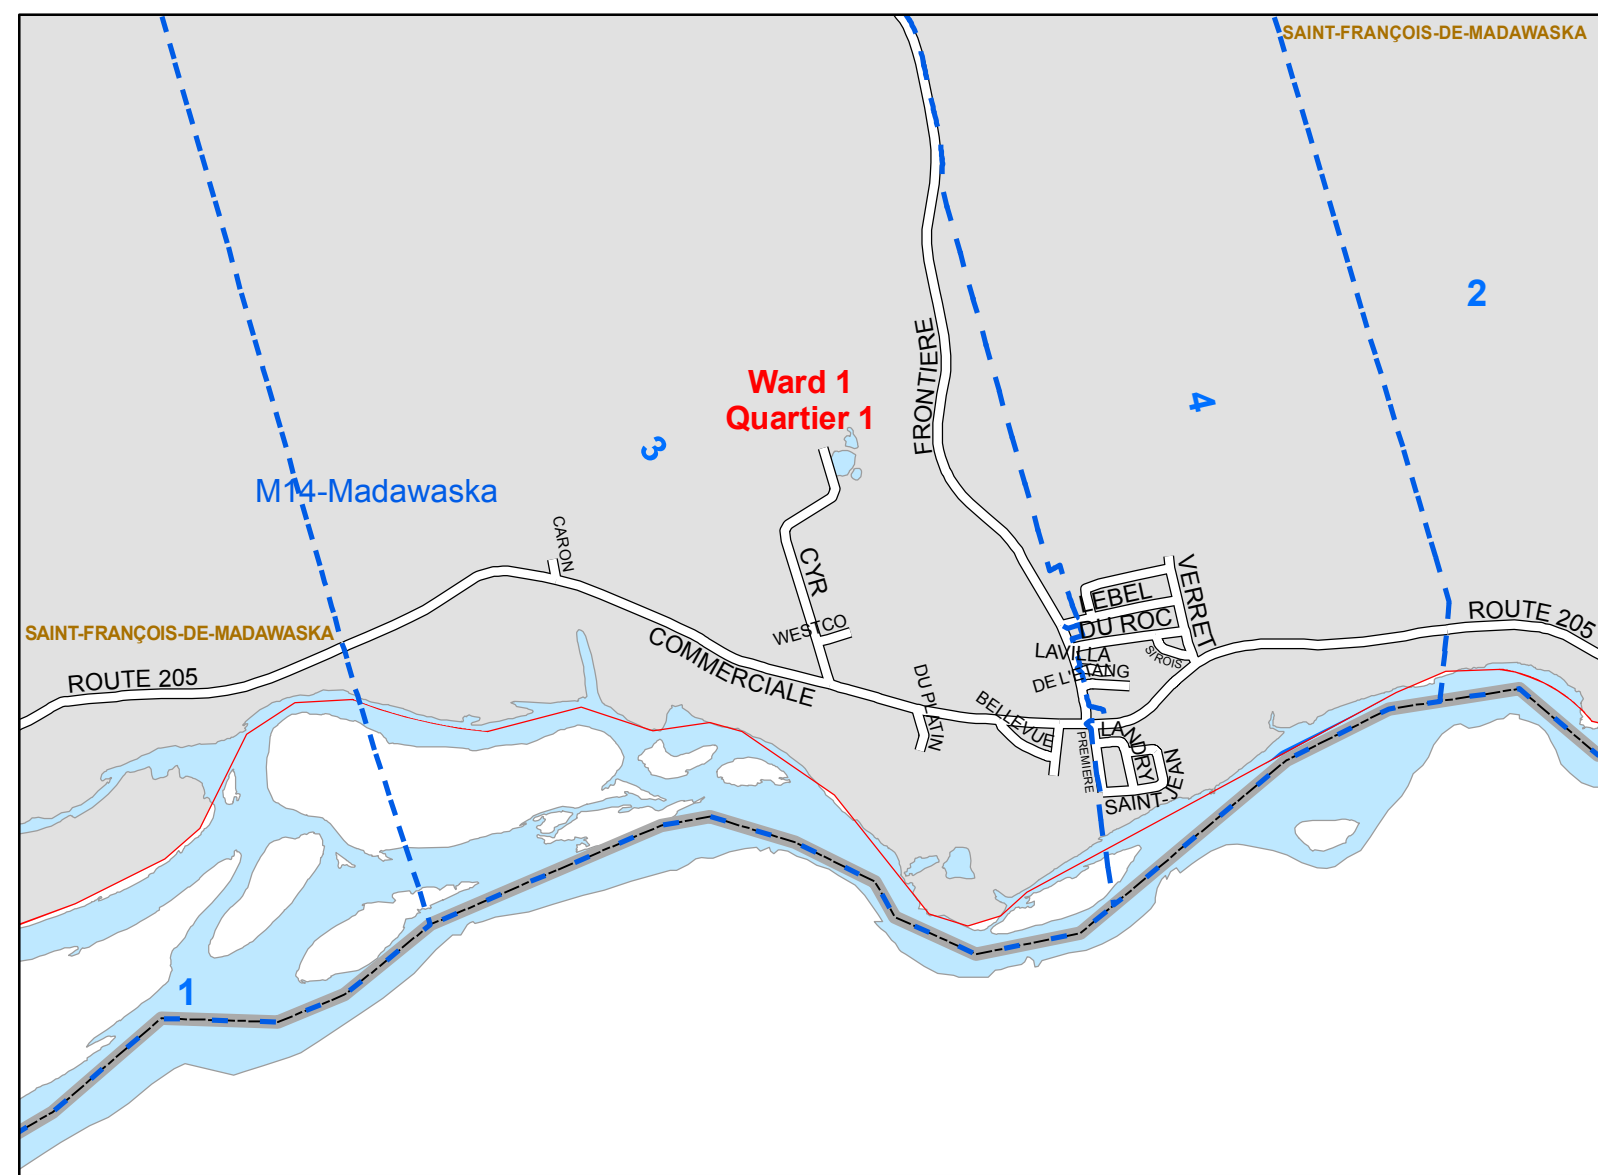 SAINT-FRANÇOIS-DE-MADAWASKA
2
FRONTIERE
Ward 1
Quartier 1
4
3
M14-Madawaska
CARON
CYR
VERRET
LEBEL
DU ROC
ROUTE 205
WESTCO
SAINT-FRANÇOIS-DE-MADAWASKA
COMMERCIALE
LAVILLA
S/ROIS
DE L'ETANG
ROUTE 205
DU PLATIN
BELLEVUE
LANDRY
PREMIERE
SAINT-JEAN
1